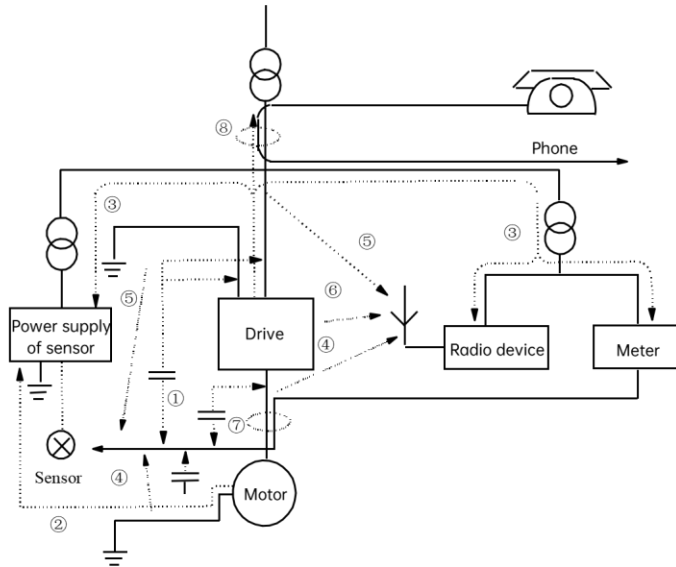 ⑧
Phone
③
③
⑤
⑤
⑥
Power supply
of sensor
Drive
④
Radio device
Meter
①
⑦
Sensor
④
Motor
②